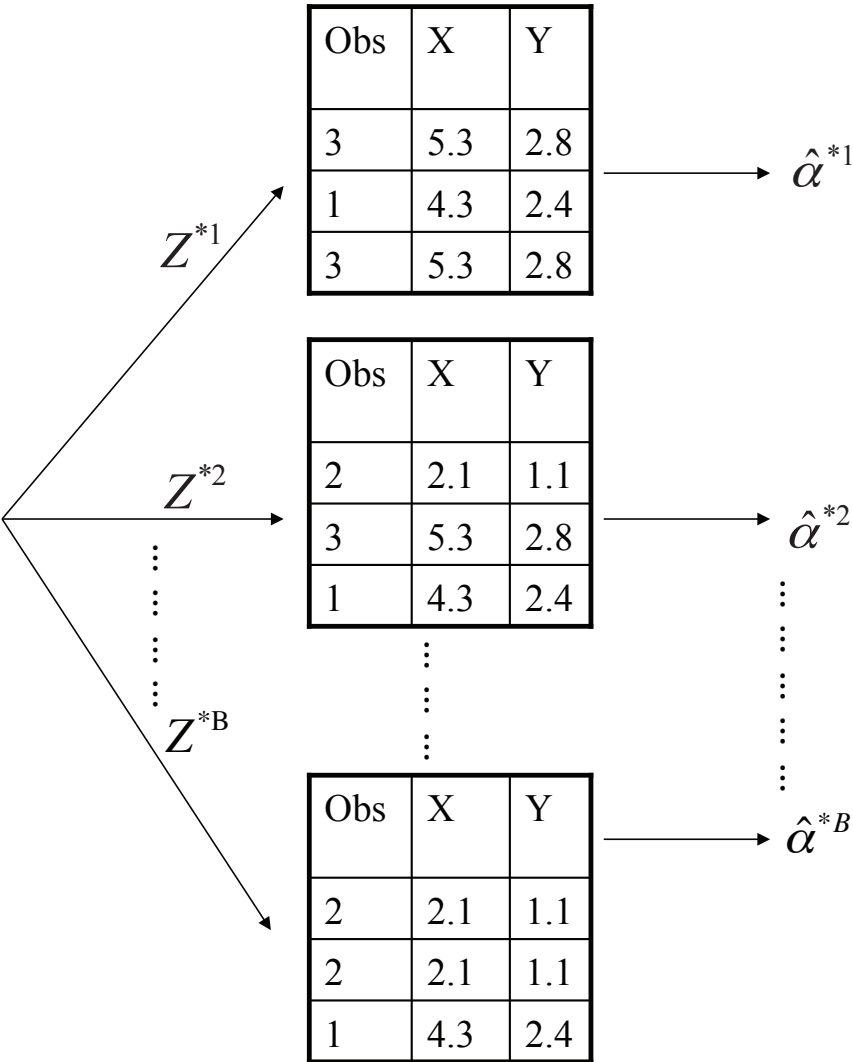 Obs X Y
3 5.3 2.8
1 4.3 2.4
3 5.3 2.8
Z*1
α̂*1
Obs X Y
2 2.1 1.1
3 5.3 2.8
1 4.3 2.4
Z*2
α̂*2
Z*B
Obs X Y
2 2.1 1.1
2 2.1 1.1
1 4.3 2.4
α̂*B